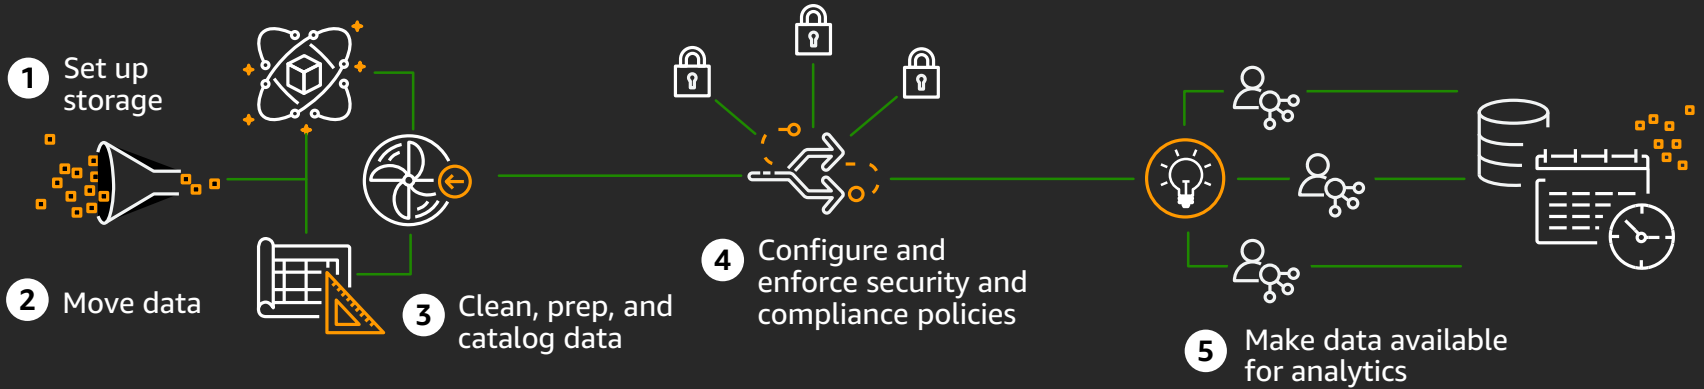 1
Set up
storage
2
Move data
3
Clean, prep, and
catalog data
4
Configure and
enforce security and
compliance policies
5
Make data available
for analytics